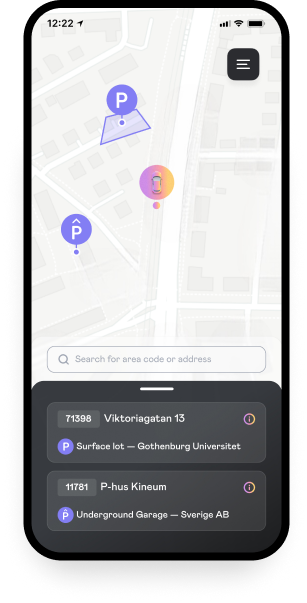 12:22
P
P
Search for area code or address
71398 Viktoriagatan 13
P Surface lot — Gothenburg Universitet
11781 P-hus Kineum
P Underground Garage — Sverige AB